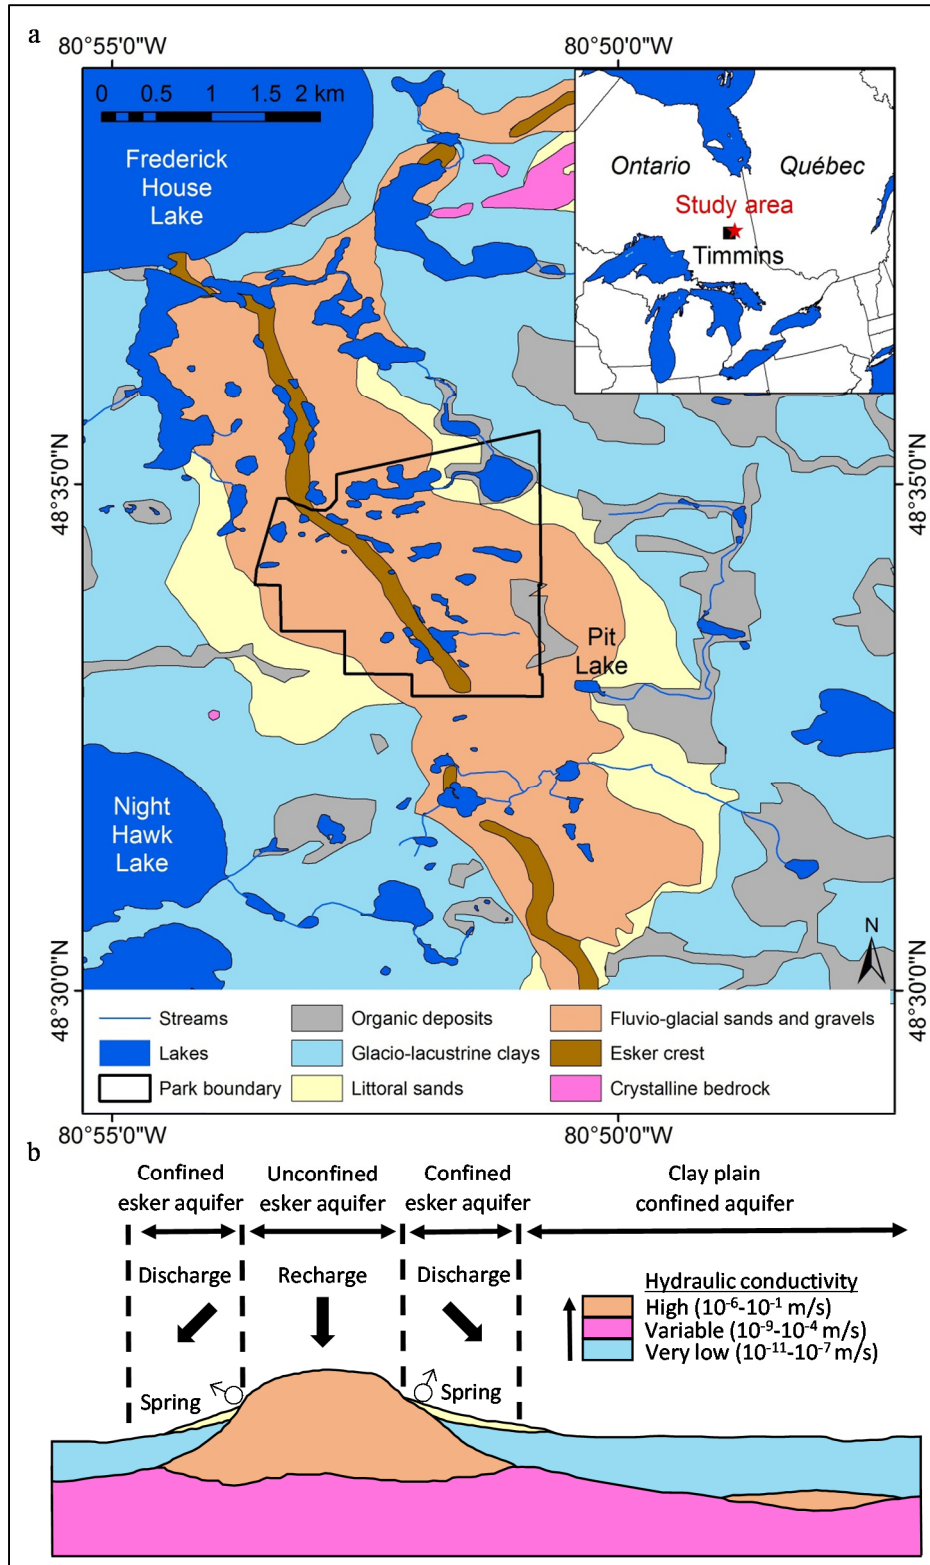 a
80°55'0"W
80°50'0"W
0 0.5 1 1.5 2 km
Frederick
House
Lake
Ontario
Québec
Study area
Timmins
48°35'0"N
48°35'0"N
Pit
Lake
Night
Hawk
Lake
N
48°30'0"N
48°30'0"N
Streams
Organic deposits
Fluvio-glacial sands and gravels
Lakes
Glacio-lacustrine clays
Esker crest
Park boundary
Littoral sands
Crystalline bedrock
80°55'0"W
80°50'0"W
b
Confined
esker aquifer
Unconfined
esker aquifer
Confined
esker aquifer
Clay plain
confined aquifer
Discharge
Recharge
Discharge
Hydraulic conductivity
High (10⁻⁶-10⁻¹ m/s)
Variable (10⁻⁹-10⁻⁴ m/s)
Very low (10⁻¹¹-10⁻⁷ m/s)
Spring
Spring